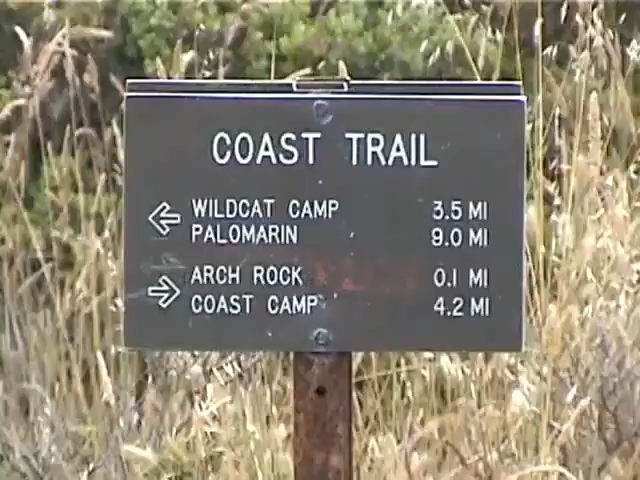 COAST TRAIL
WILDCAT CAMP 3.5 MI
PALOMARIN 9.0 MI
ARCH ROCK 0.1 MI
COAST CAMP 4.2 MI